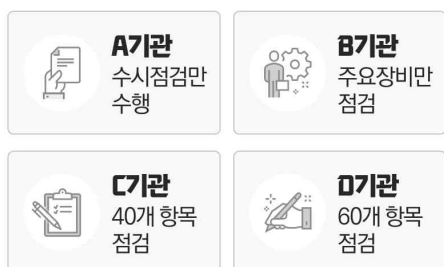 A기관
수시점검만
수행
B기관
주요장비만
점검
C기관
40개 항목
점검
D기관
60개 항목
점검